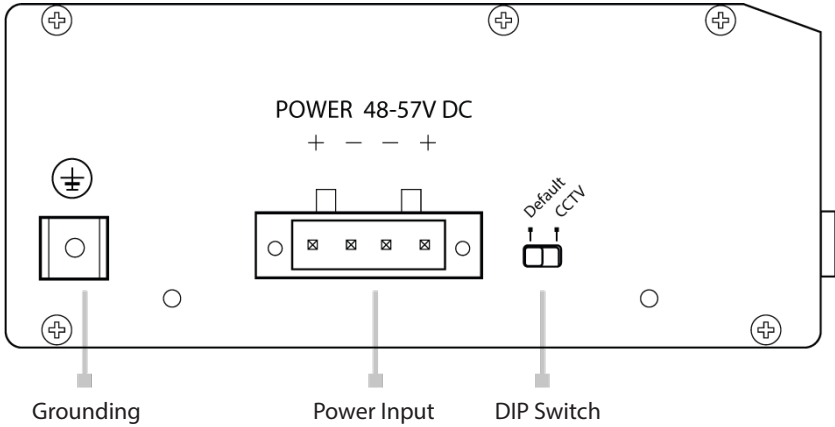 POWER 48-57V DC
+ − − +
Default
CCTV
Grounding
Power Input
DIP Switch